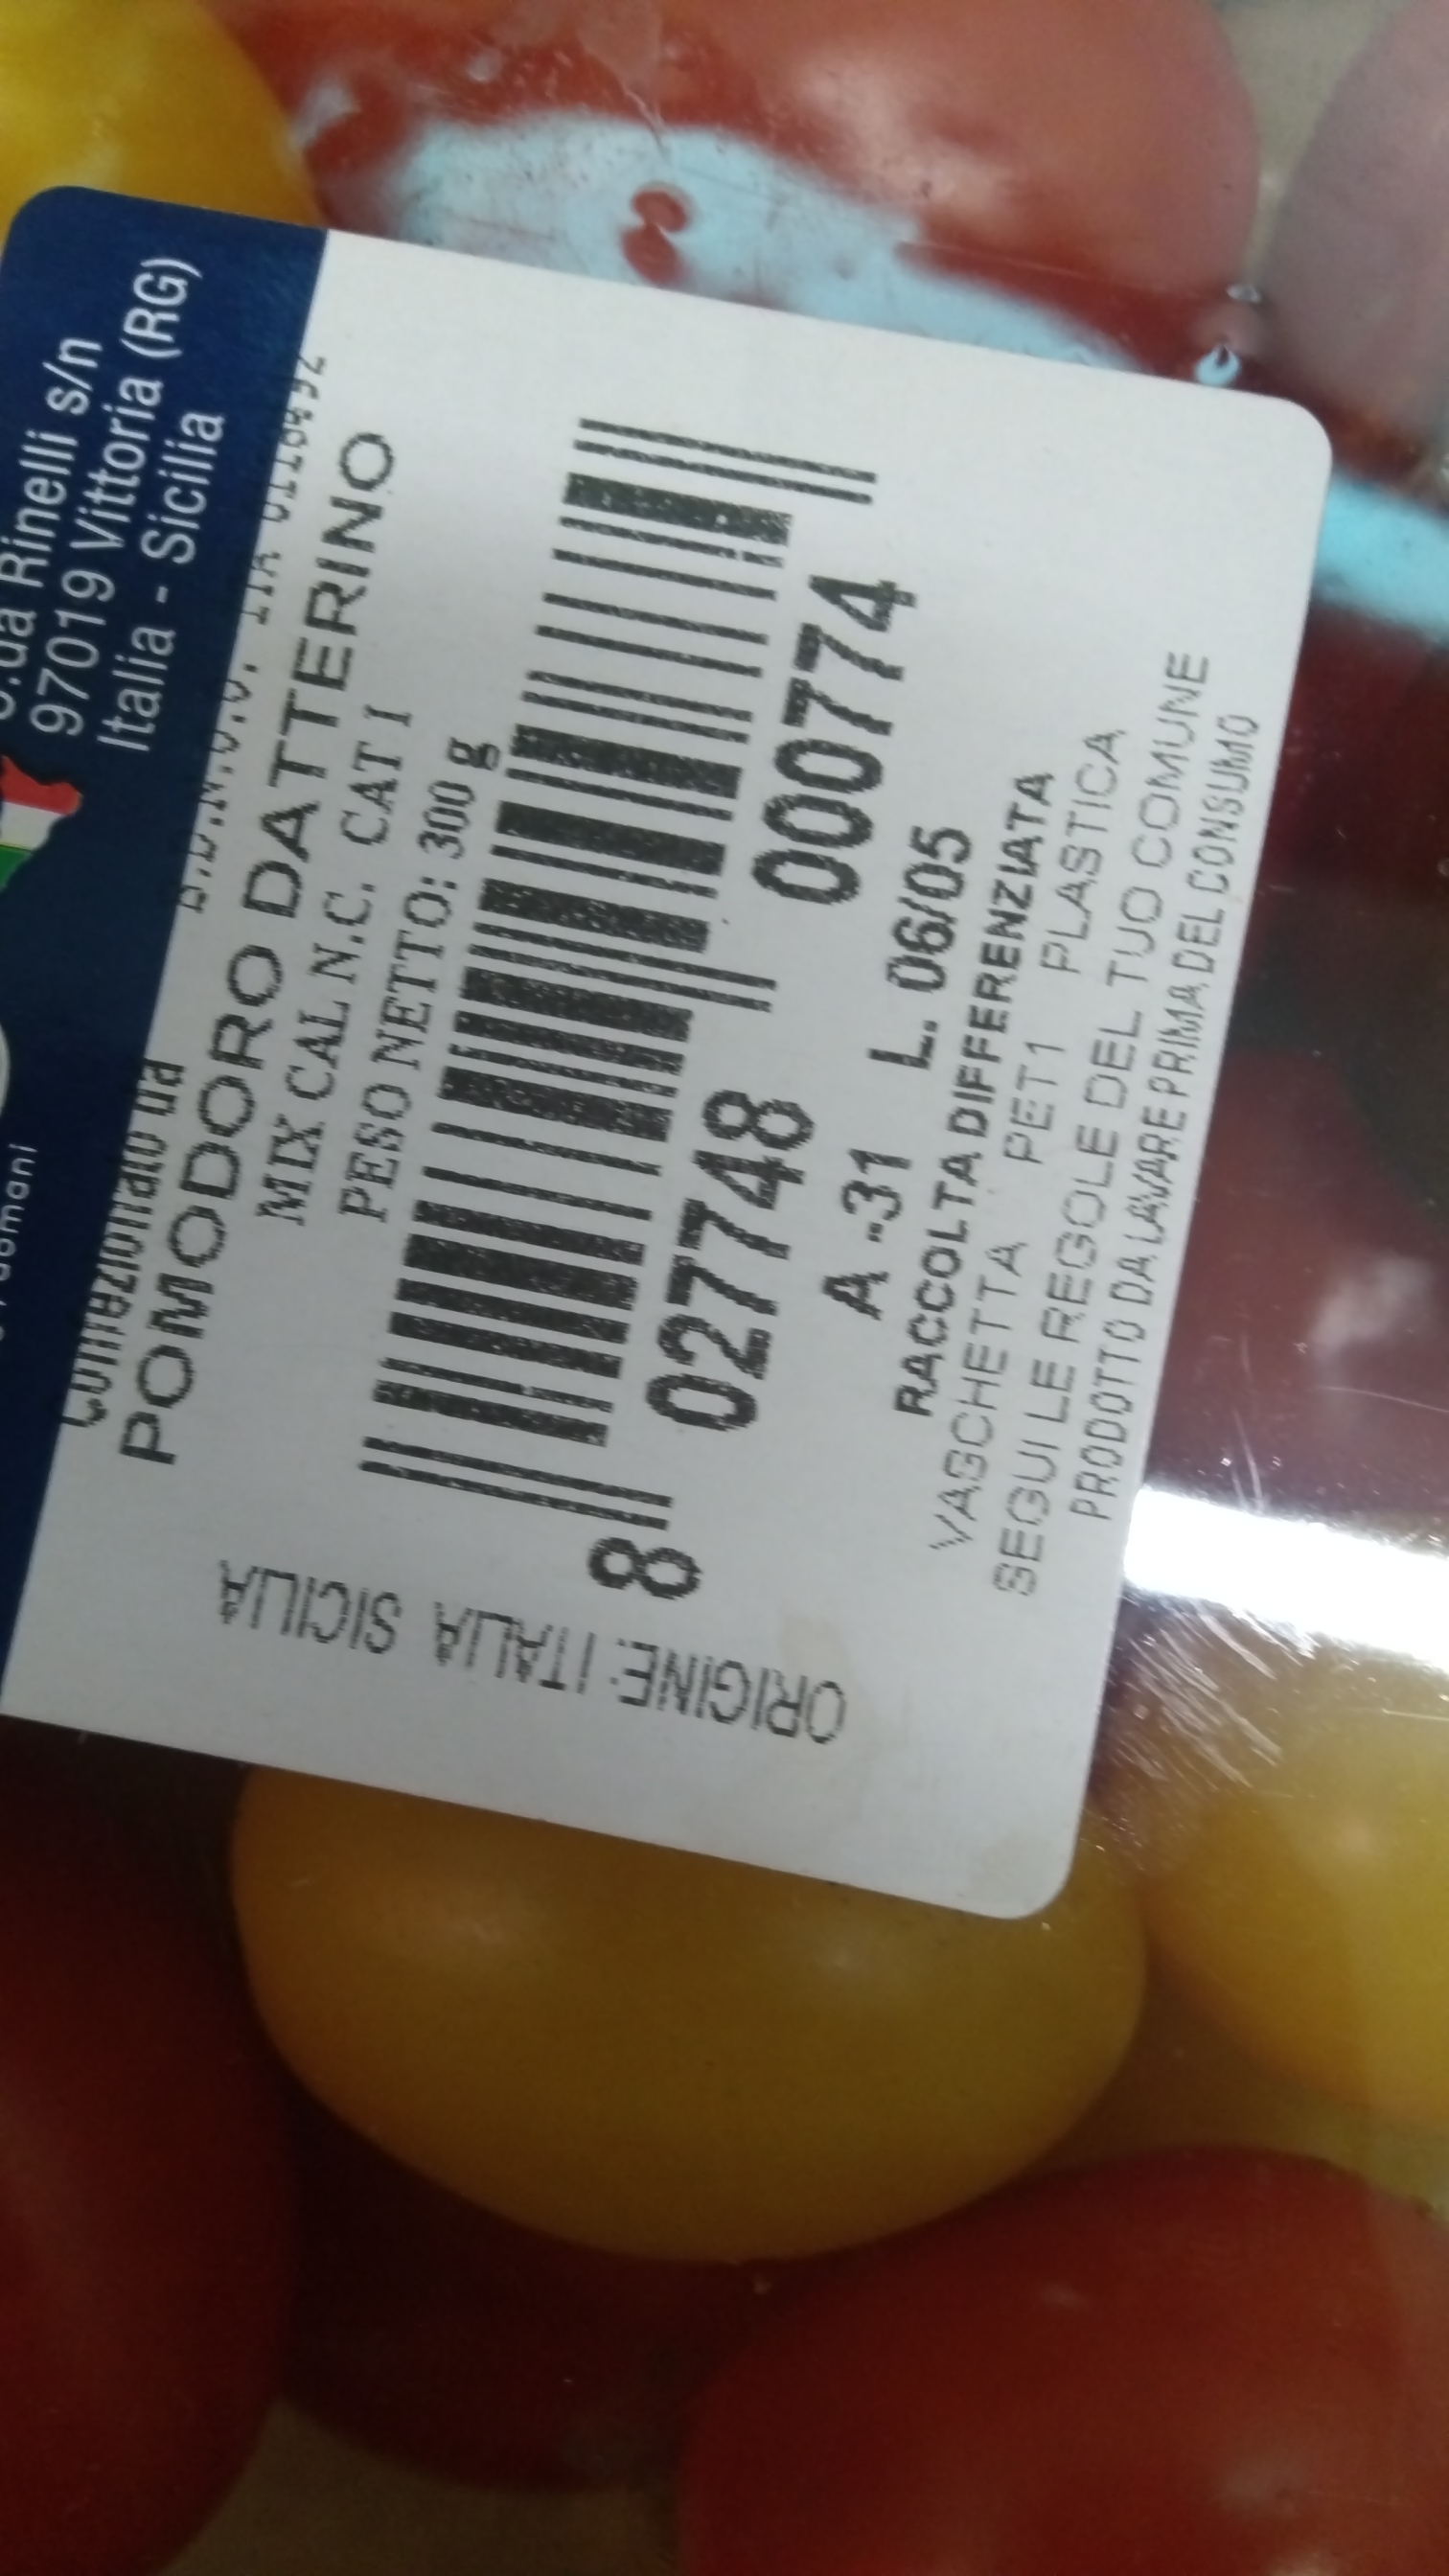 C.da Rinelli s/n
97019 Vittoria (RG)
Italia - Sicilia
Confezionato da
POMODORO DATTERINO
MIX CAL N.C. CAT I
PESO NETTO: 300 g
8 027748 000774
A -31 L. 06/05
RACCOLTA DIFFERENZIATA
VASCHETTA PET1 PLASTICA
SEGUI LE REGOLE DEL TUO COMUNE
PRODOTTO DA LAVARE PRIMA DEL CONSUMO
ORIGINE: ITALIA SICILIA